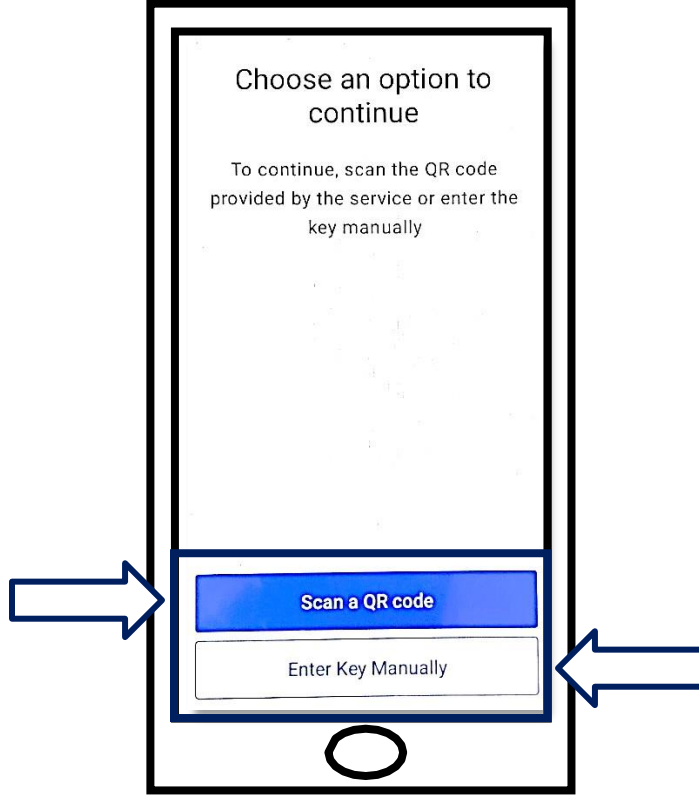 Choose an option to
continue
To continue, scan the QR code
provided by the service or enter the
key manually
Scan a QR code
Enter Key Manually